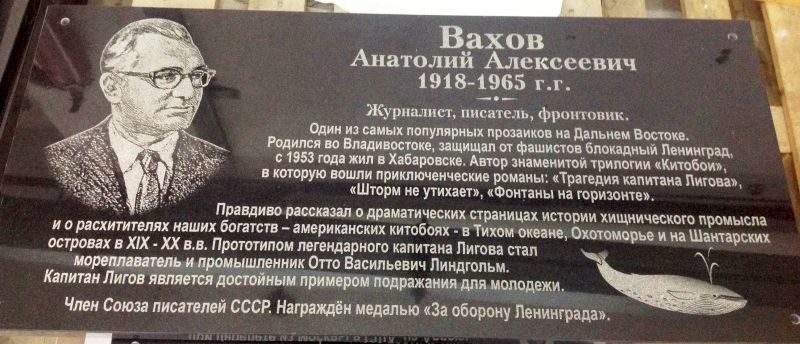 Вахов
Анатолий Алексеевич
1918-1965 г.г.
Журналист, писатель, фронтовик.
Один из самых популярных прозаиков на Дальнем Востоке.
Родился во Владивостоке, защищал от фашистов блокадный Ленинград,
с 1953 года жил в Хабаровске. Автор знаменитой трилогии «Китобои»,
в которую вошли приключенческие романы: «Трагедия капитана Лигова»,
«Шторм не утихает», «Фонтаны на горизонте».
Правдиво рассказал о драматических страницах истории хищнического промысла
и о расхитителях наших богатств – американских китобоях - в Тихом океане, Охотоморье и на Шантарских
островах в XIX - XX в.в. Прототипом легендарного капитана Лигова стал
мореплаватель и промышленник Отто Васильевич Линдгольм.
Капитан Лигов является достойным примером подражания для молодежи.
Член Союза писателей СССР. Награждён медалью «За оборону Ленинграда».